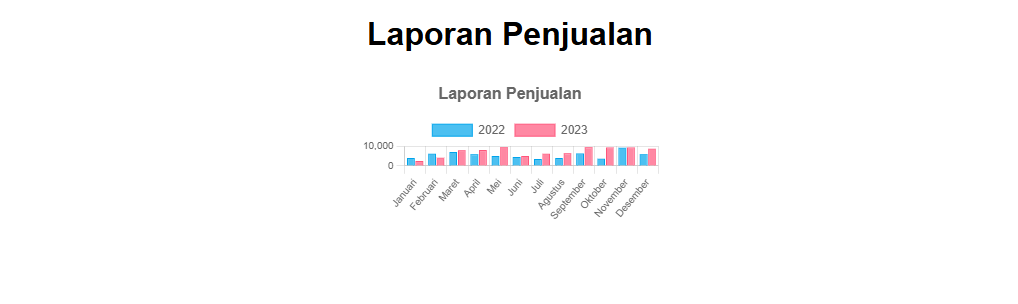 Laporan Penjualan
Laporan Penjualan
2022 2023
10,000
0
Januari Februari Maret April Mei Juni Juli Agustus September Oktober November Desember